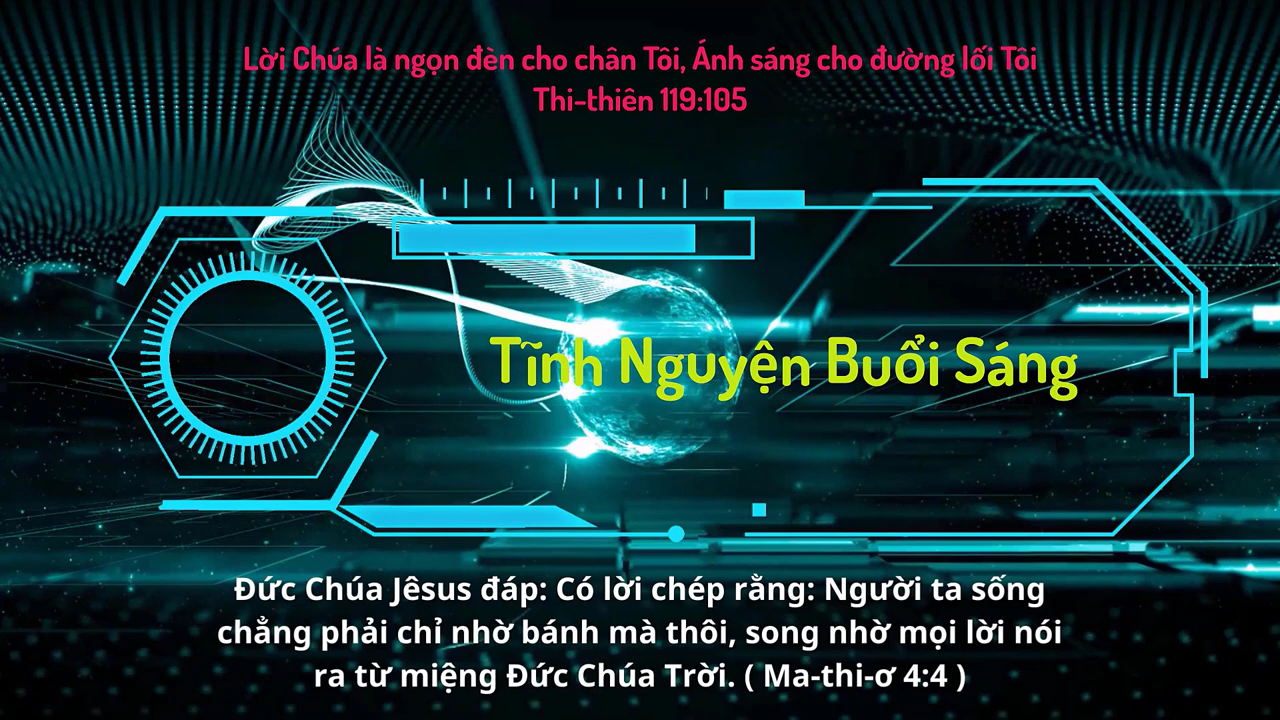 Lời Chúa là ngọn đèn cho chân Tôi, Ánh sáng cho đường lối Tôi
Thi-thiên 119:105
Tĩnh Nguyện Buổi Sáng
Đức Chúa Jêsus đáp: Có lời chép rằng: Người ta sống
chẳng phải chỉ nhờ bánh mà thôi, song nhờ mọi lời nói
ra từ miệng Đức Chúa Trời. ( Ma-thi-ơ 4:4 )